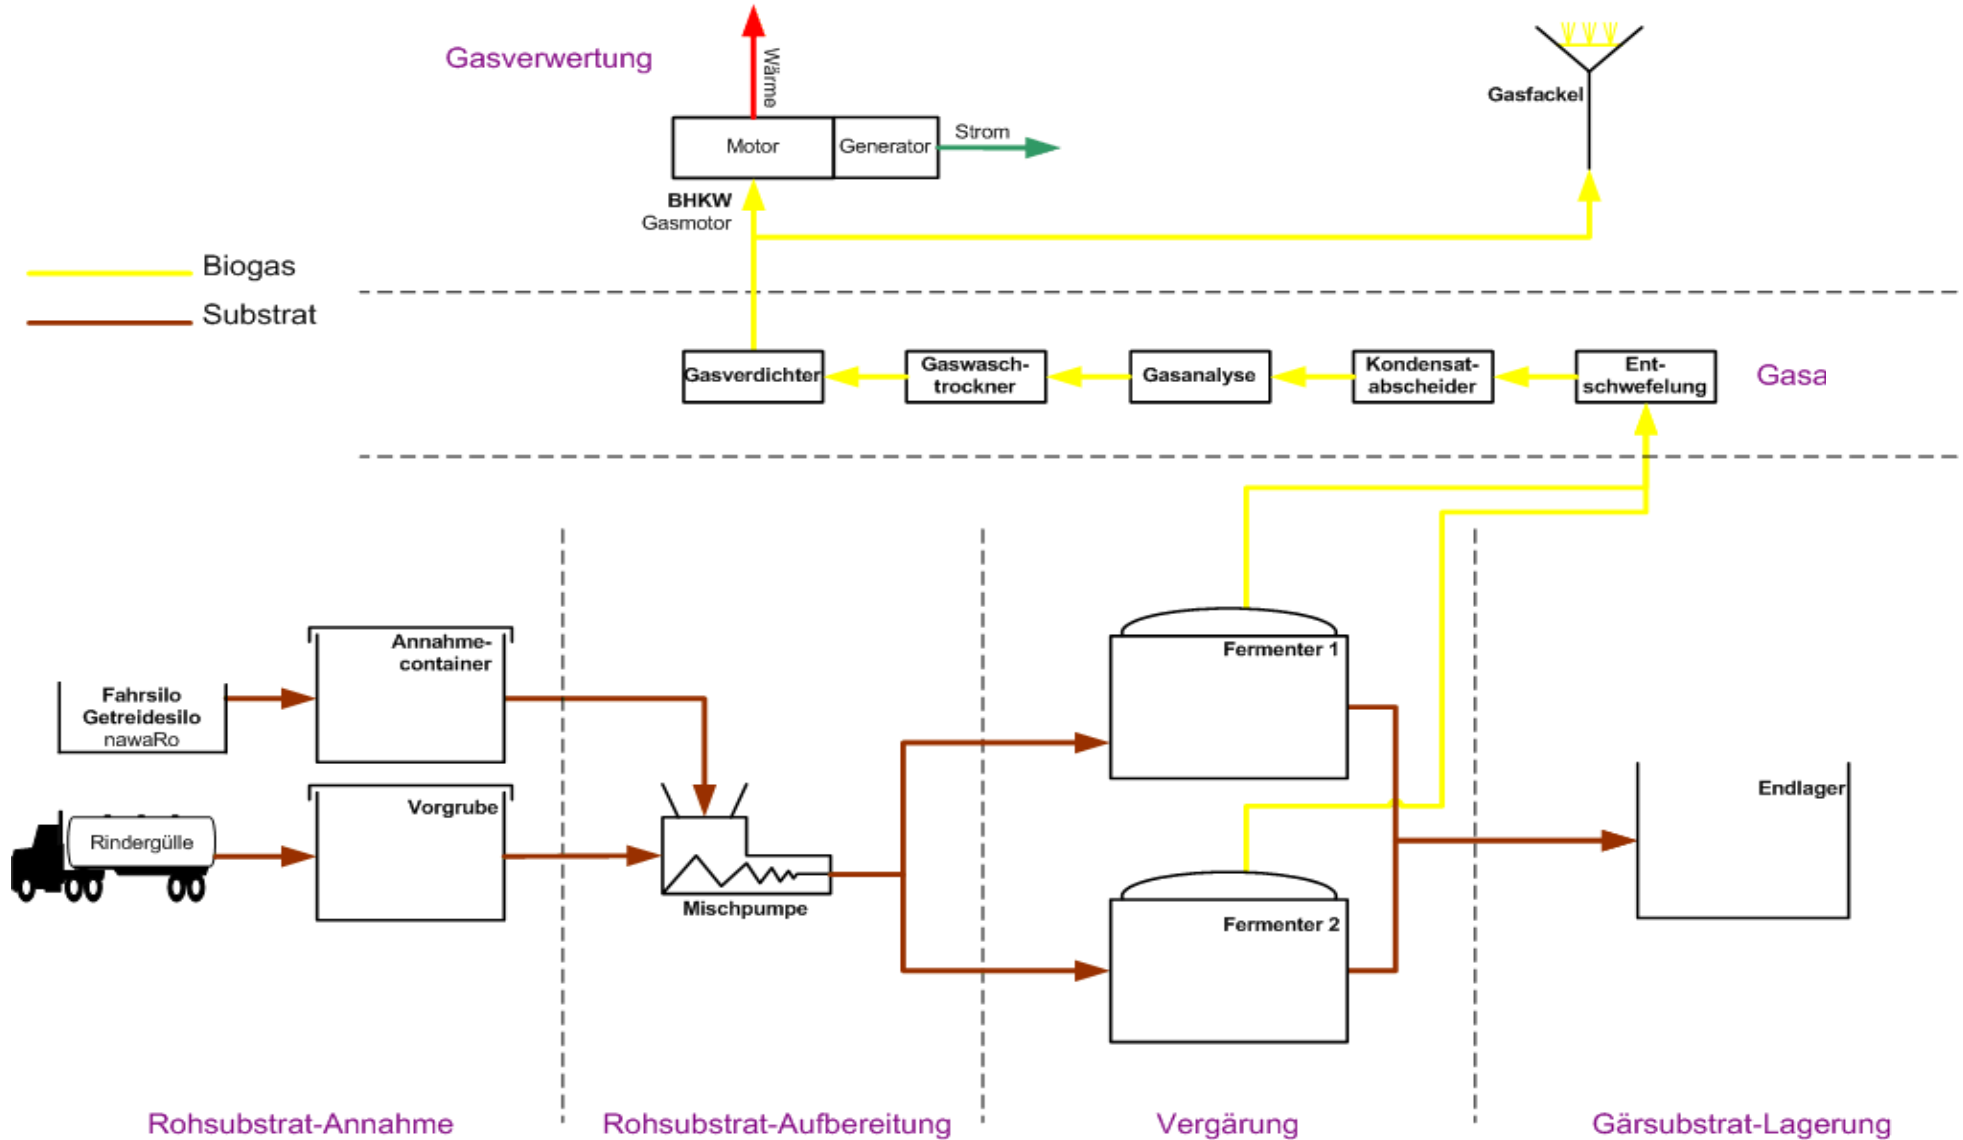 Gasverwertung
Wärme
Gasfackel
Motor
Generator
Strom
BHKW
Gasmotor
Biogas
Substrat
Gasverdichter
Gaswasch-
trockner
Gasanalyse
Kondensat-
abscheider
Ent-
schwefelung
Gasa
Annahme-
container
Fermenter 1
Fahrsilo
Getreidesilo
nawaRo
Vorgrube
Endlager
Rindergülle
Mischpumpe
Fermenter 2
Rohsubstrat-Annahme
Rohsubstrat-Aufbereitung
Vergärung
Gärsubstrat-Lagerung